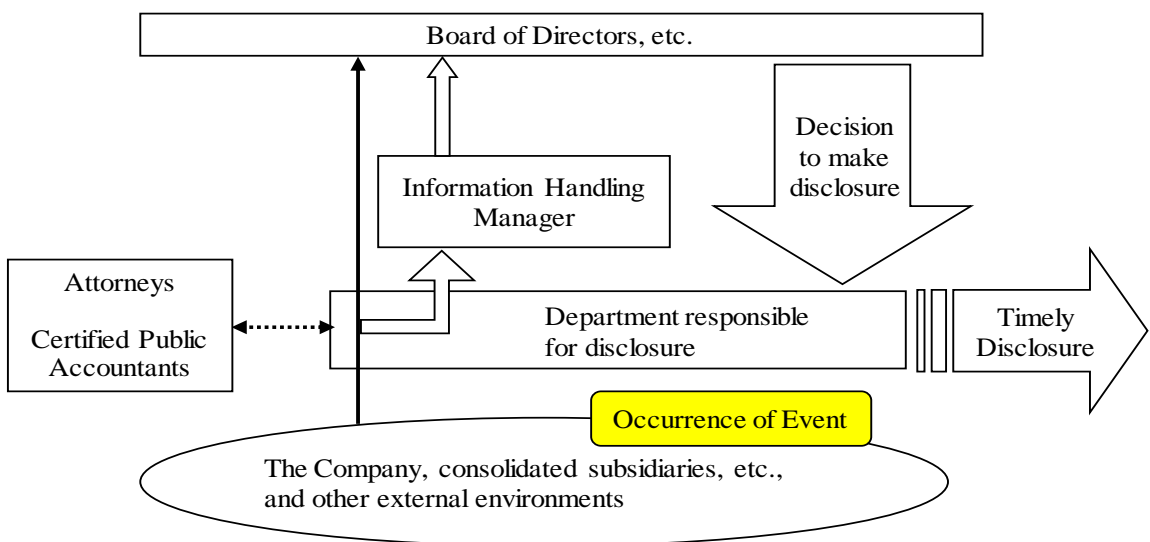 Board of Directors, etc.
Decision
to make
disclosure
Information Handling
Manager
Attorneys
Certified Public
Accountants
Department responsible
for disclosure
Timely
Disclosure
Occurrence of Event
The Company, consolidated subsidiaries, etc.,
and other external environments